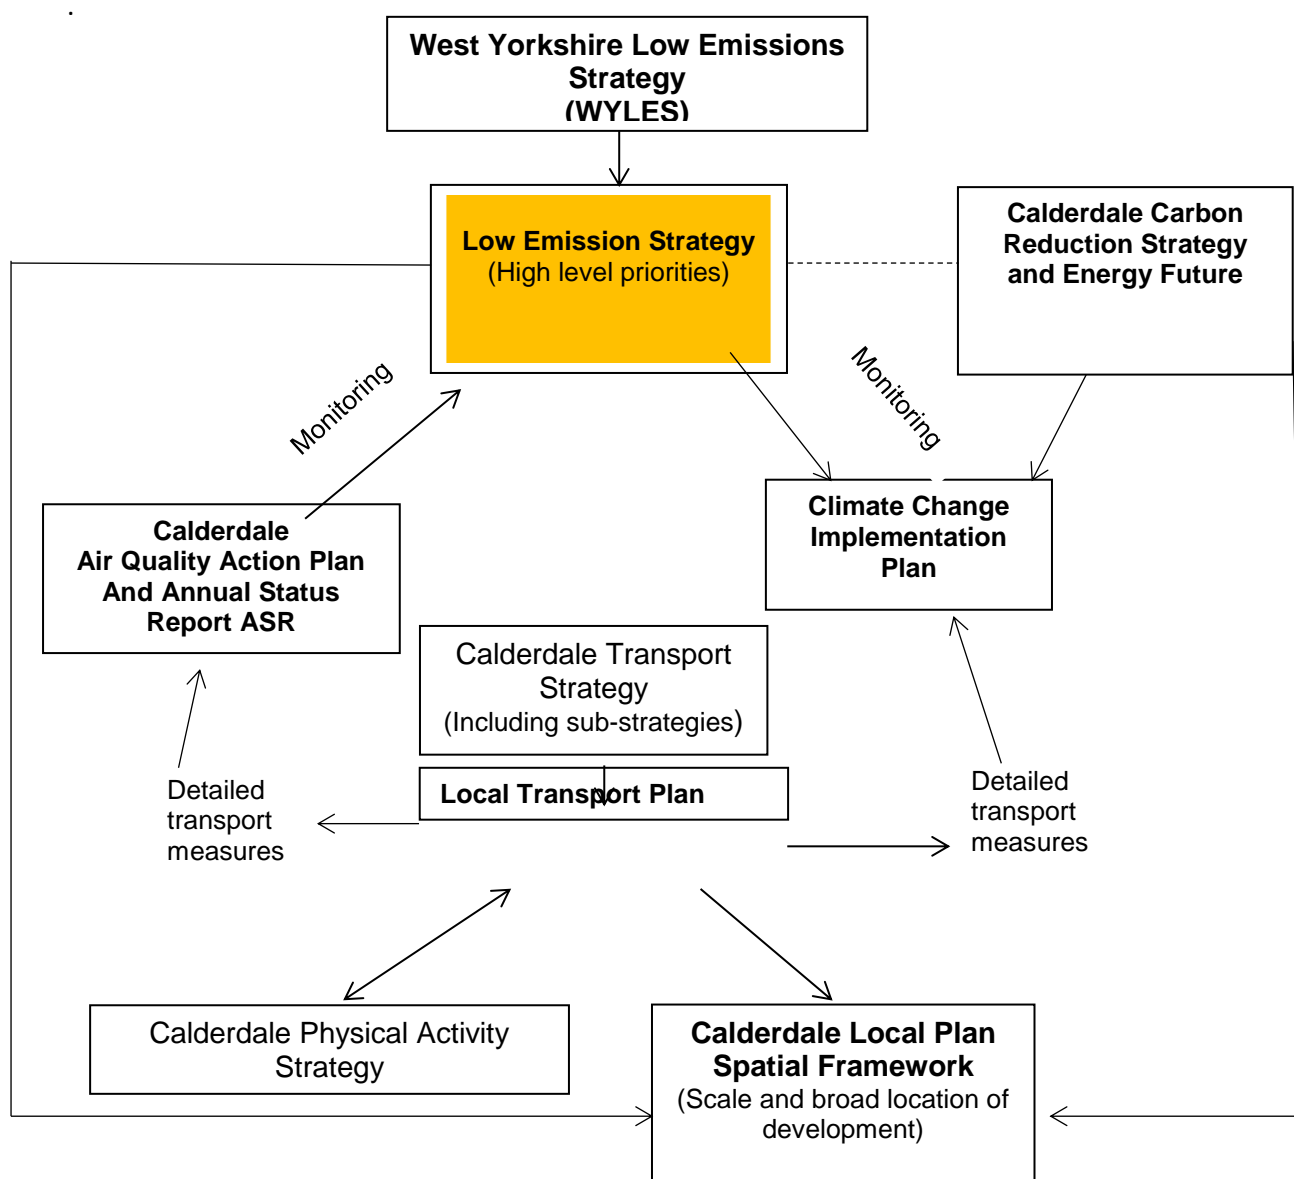 West Yorkshire Low Emissions
Strategy
(WYLES)
Low Emission Strategy
(High level priorities)
Calderdale Carbon
Reduction Strategy
and Energy Future
Monitoring
Monitoring
Calderdale
Air Quality Action Plan
And Annual Status
Report ASR
Climate Change
Implementation
Plan
Calderdale Transport
Strategy
(Including sub-strategies)
Local Transport Plan
Detailed
transport
measures
Detailed
transport
measures
Calderdale Physical Activity
Strategy
Calderdale Local Plan
Spatial Framework
(Scale and broad location of
development)